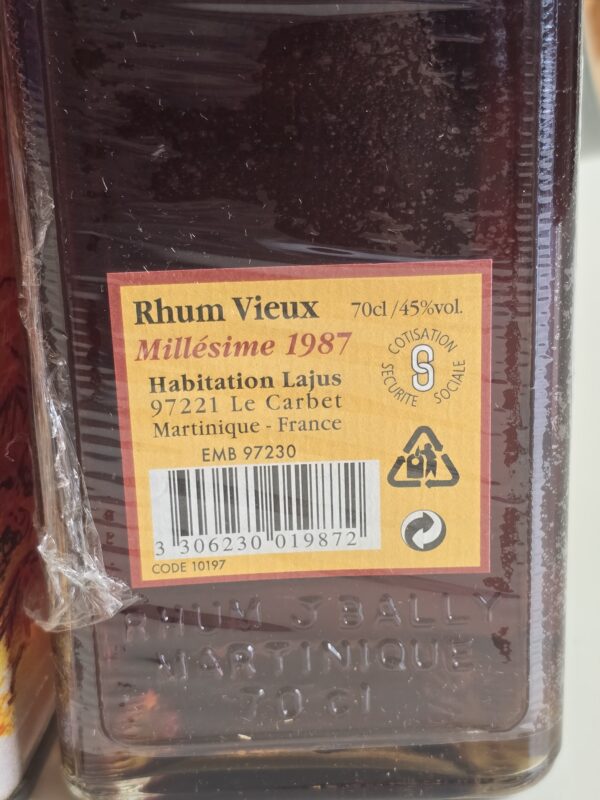 Rhum Vieux 70cl/45%vol.
Millésime 1987
COTISATION SECURITE SOCIALE
Habitation Lajus
97221 Le Carbet
Martinique - France
EMB 97230
3 306230 019872
CODE 10197
RHUM J BALLY
MARTINIQUE
70 cl